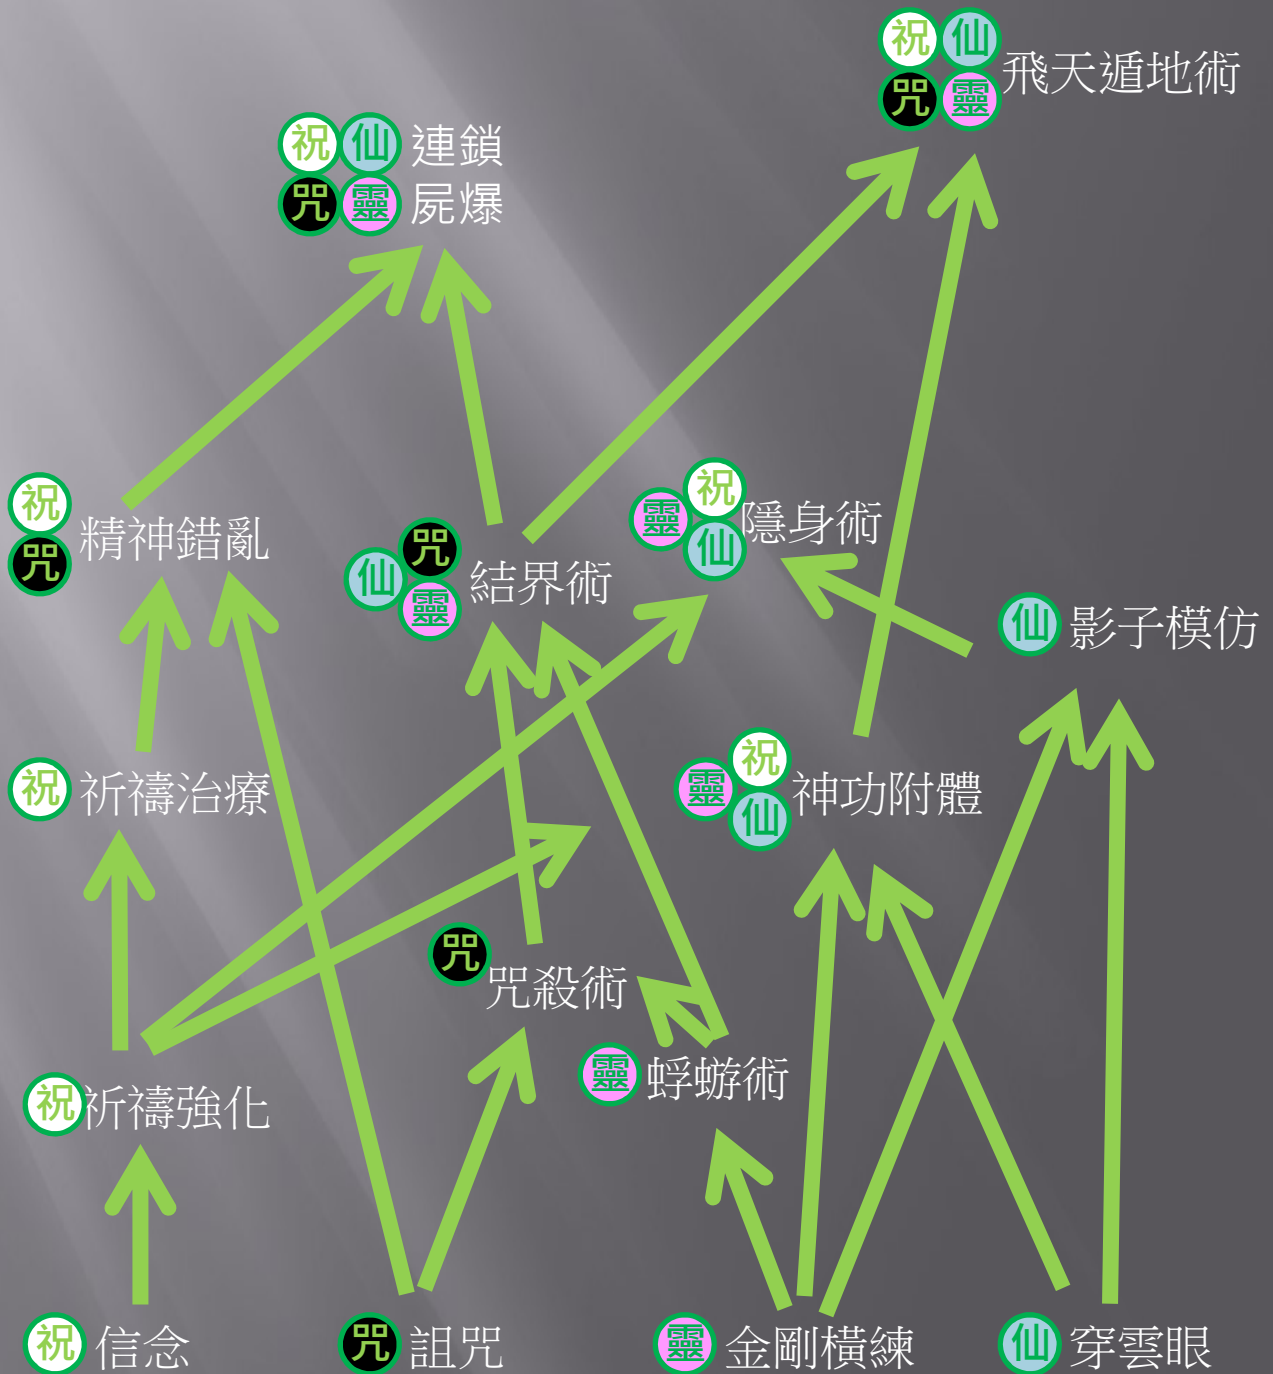 祝仙
咒靈
飛天遁地術
祝仙
咒靈
連鎖
屍爆
祝
咒
精神錯亂
仙咒靈
結界術
靈祝仙
隱身術
仙
影子模仿
祝
祈禱治療
靈祝仙
神功附體
咒
咒殺術
靈
蜉蝣術
祝
祈禱強化
祝
信念
咒
詛咒
靈
金剛橫練
仙
穿雲眼